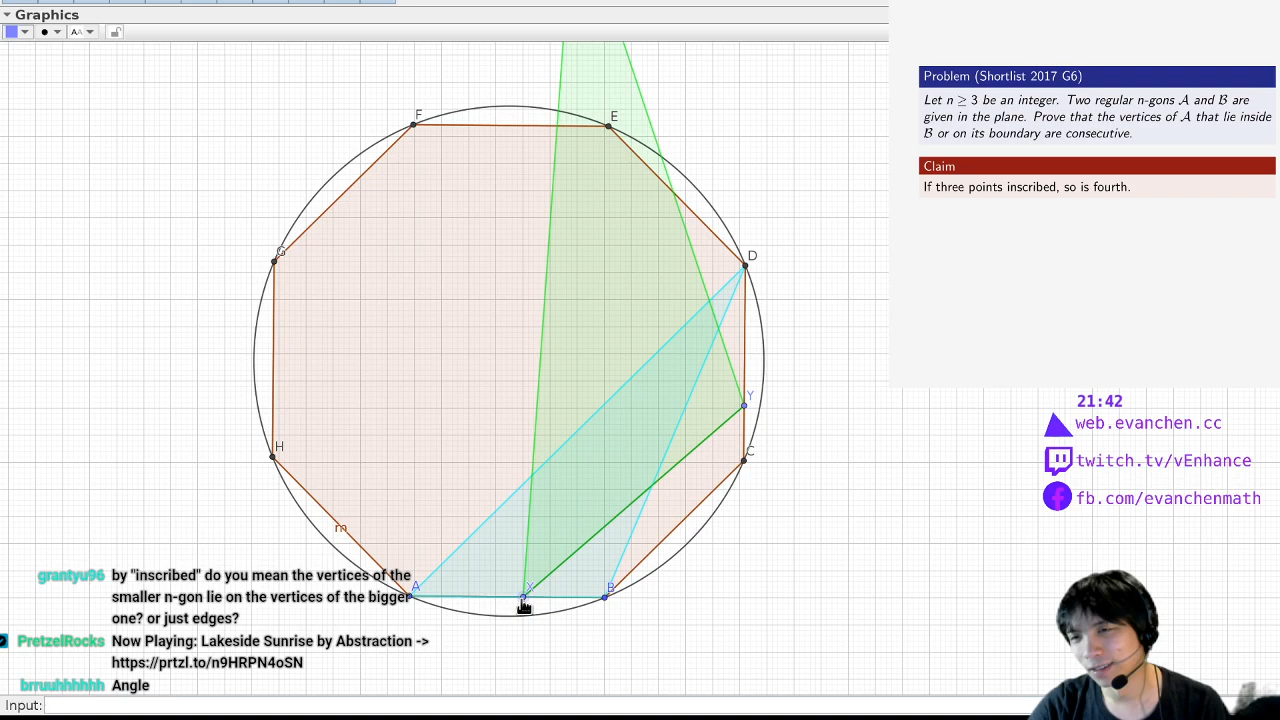 Graphics
AA
Problem (Shortlist 2017 G6)
Let n ≥ 3 be an integer. Two regular n-gons A and B are
given in the plane. Prove that the vertices of A that lie inside
B or on its boundary are consecutive.
Claim
If three points inscribed, so is fourth.
F
E
G
D
Y
H
C
m
A
X
B
21:42
web.evanchen.cc
twitch.tv/vEnhance
fb.com/evanchenmath
grantyu96 by "inscribed" do you mean the vertices of the
smaller n-gon lie on the vertices of the bigger
one? or just edges?
PretzelRocks Now Playing: Lakeside Sunrise by Abstraction ->
https://prtzl.to/n9HRPN4oSN
brruuhhhhhh Angle
Input: